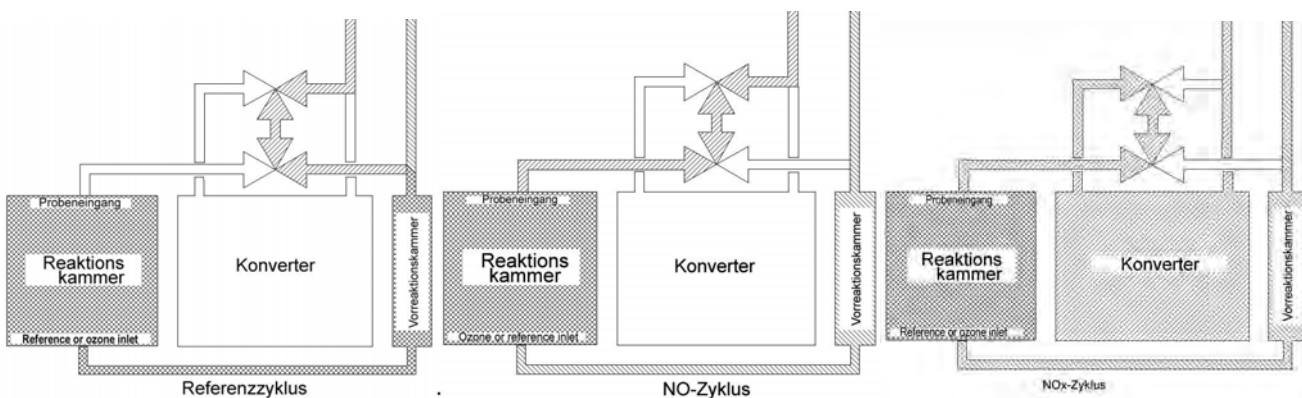 Probeneingang
Reaktions
kammer
Reference or ozone inlet
Konverter
Vorreaktionskammer
Referenzzyklus
.
Probeneingang
Reaktions
kammer
Ozone or reference inlet
Konverter
Vorreaktionskammer
NO-Zyklus
Probeneingang
Reaktions
kammer
Reference or ozone inlet
Konverter
Vorreaktionskammer
NOx-Zyklus